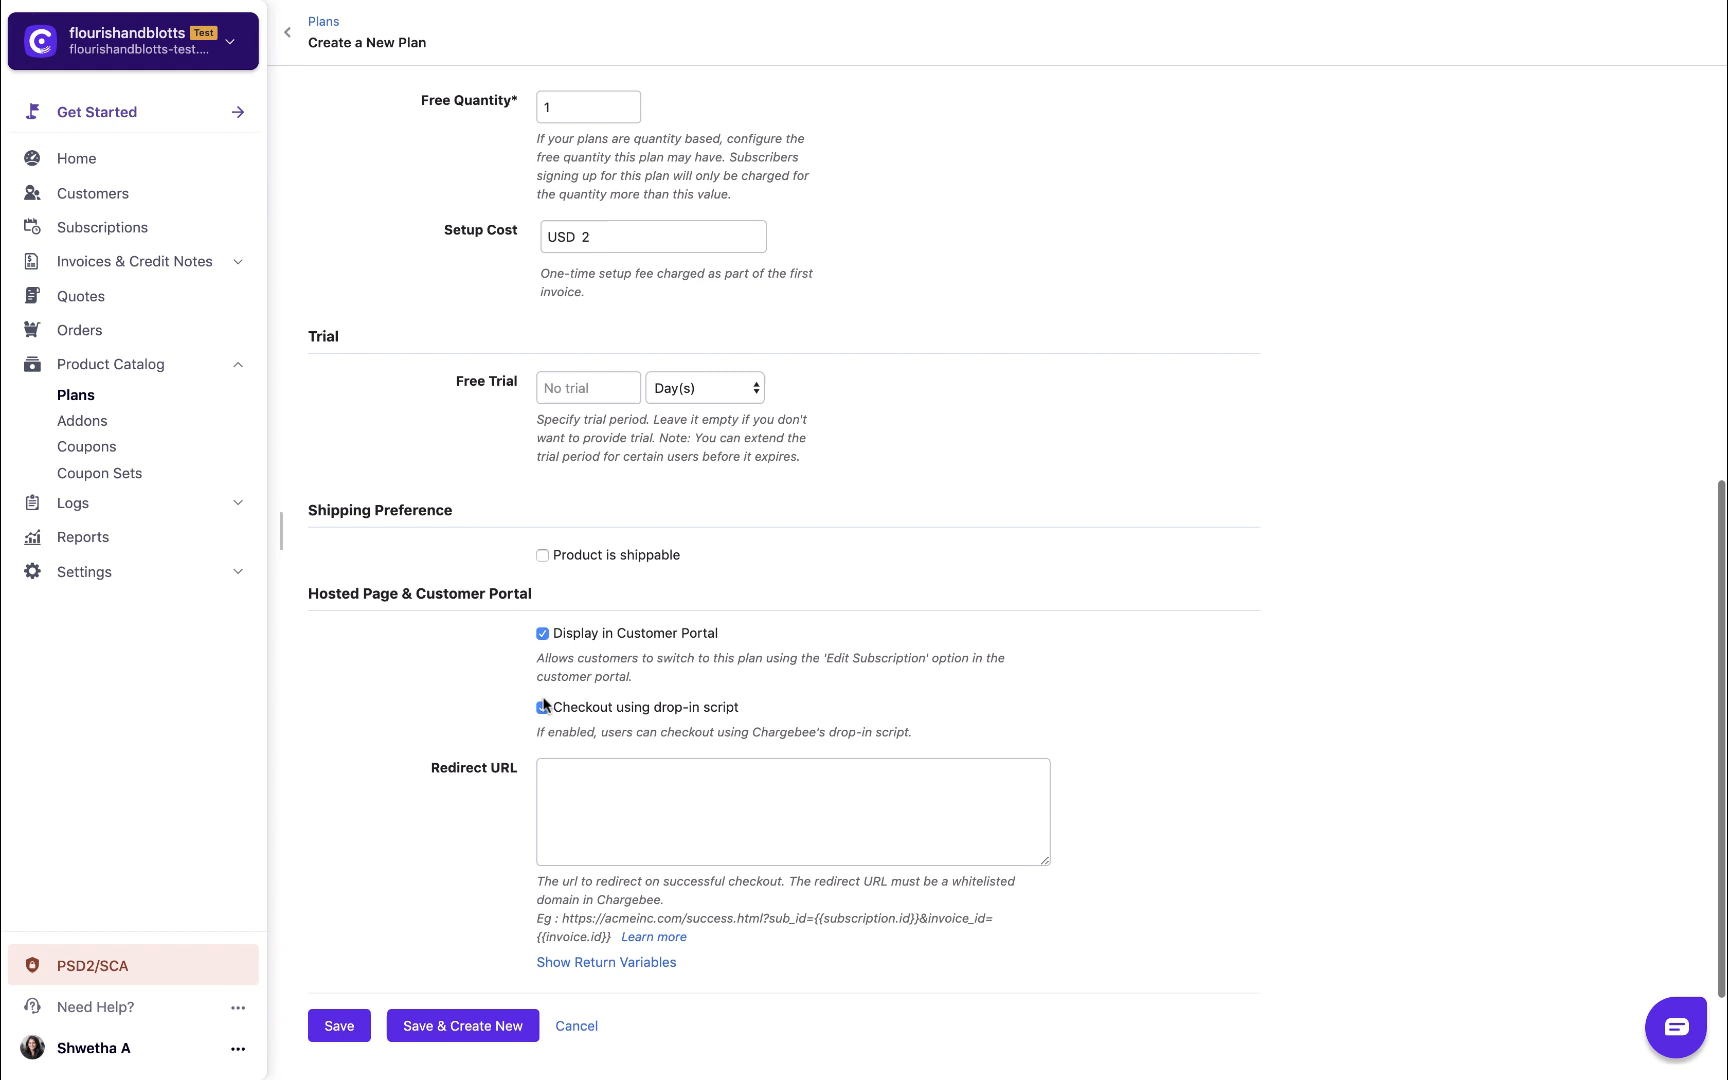 flourishandblotts Test
flourishandblotts-test....
Get Started
Home
Customers
Subscriptions
Invoices & Credit Notes
Quotes
Orders
Product Catalog
Plans
Addons
Coupons
Coupon Sets
Logs
Reports
Settings
PSD2/SCA
Need Help?
Shwetha A
Plans
Create a New Plan
Free Quantity*
1
If your plans are quantity based, configure the
free quantity this plan may have. Subscribers
signing up for this plan will only be charged for
the quantity more than this value.
Setup Cost
USD 2
One-time setup fee charged as part of the first
invoice.
Trial
Free Trial
No trial
Day(s)
Specify trial period. Leave it empty if you don't
want to provide trial. Note: You can extend the
trial period for certain users before it expires.
Shipping Preference
Product is shippable
Hosted Page & Customer Portal
Display in Customer Portal
Allows customers to switch to this plan using the 'Edit Subscription' option in the
customer portal.
Checkout using drop-in script
If enabled, users can checkout using Chargebee's drop-in script.
Redirect URL
The url to redirect on successful checkout. The redirect URL must be a whitelisted
domain in Chargebee.
Eg : https://acmeinc.com/success.html?sub_id={{subscription.id}}&invoice_id=
{{invoice.id}} Learn more
Show Return Variables
Save
Save & Create New
Cancel